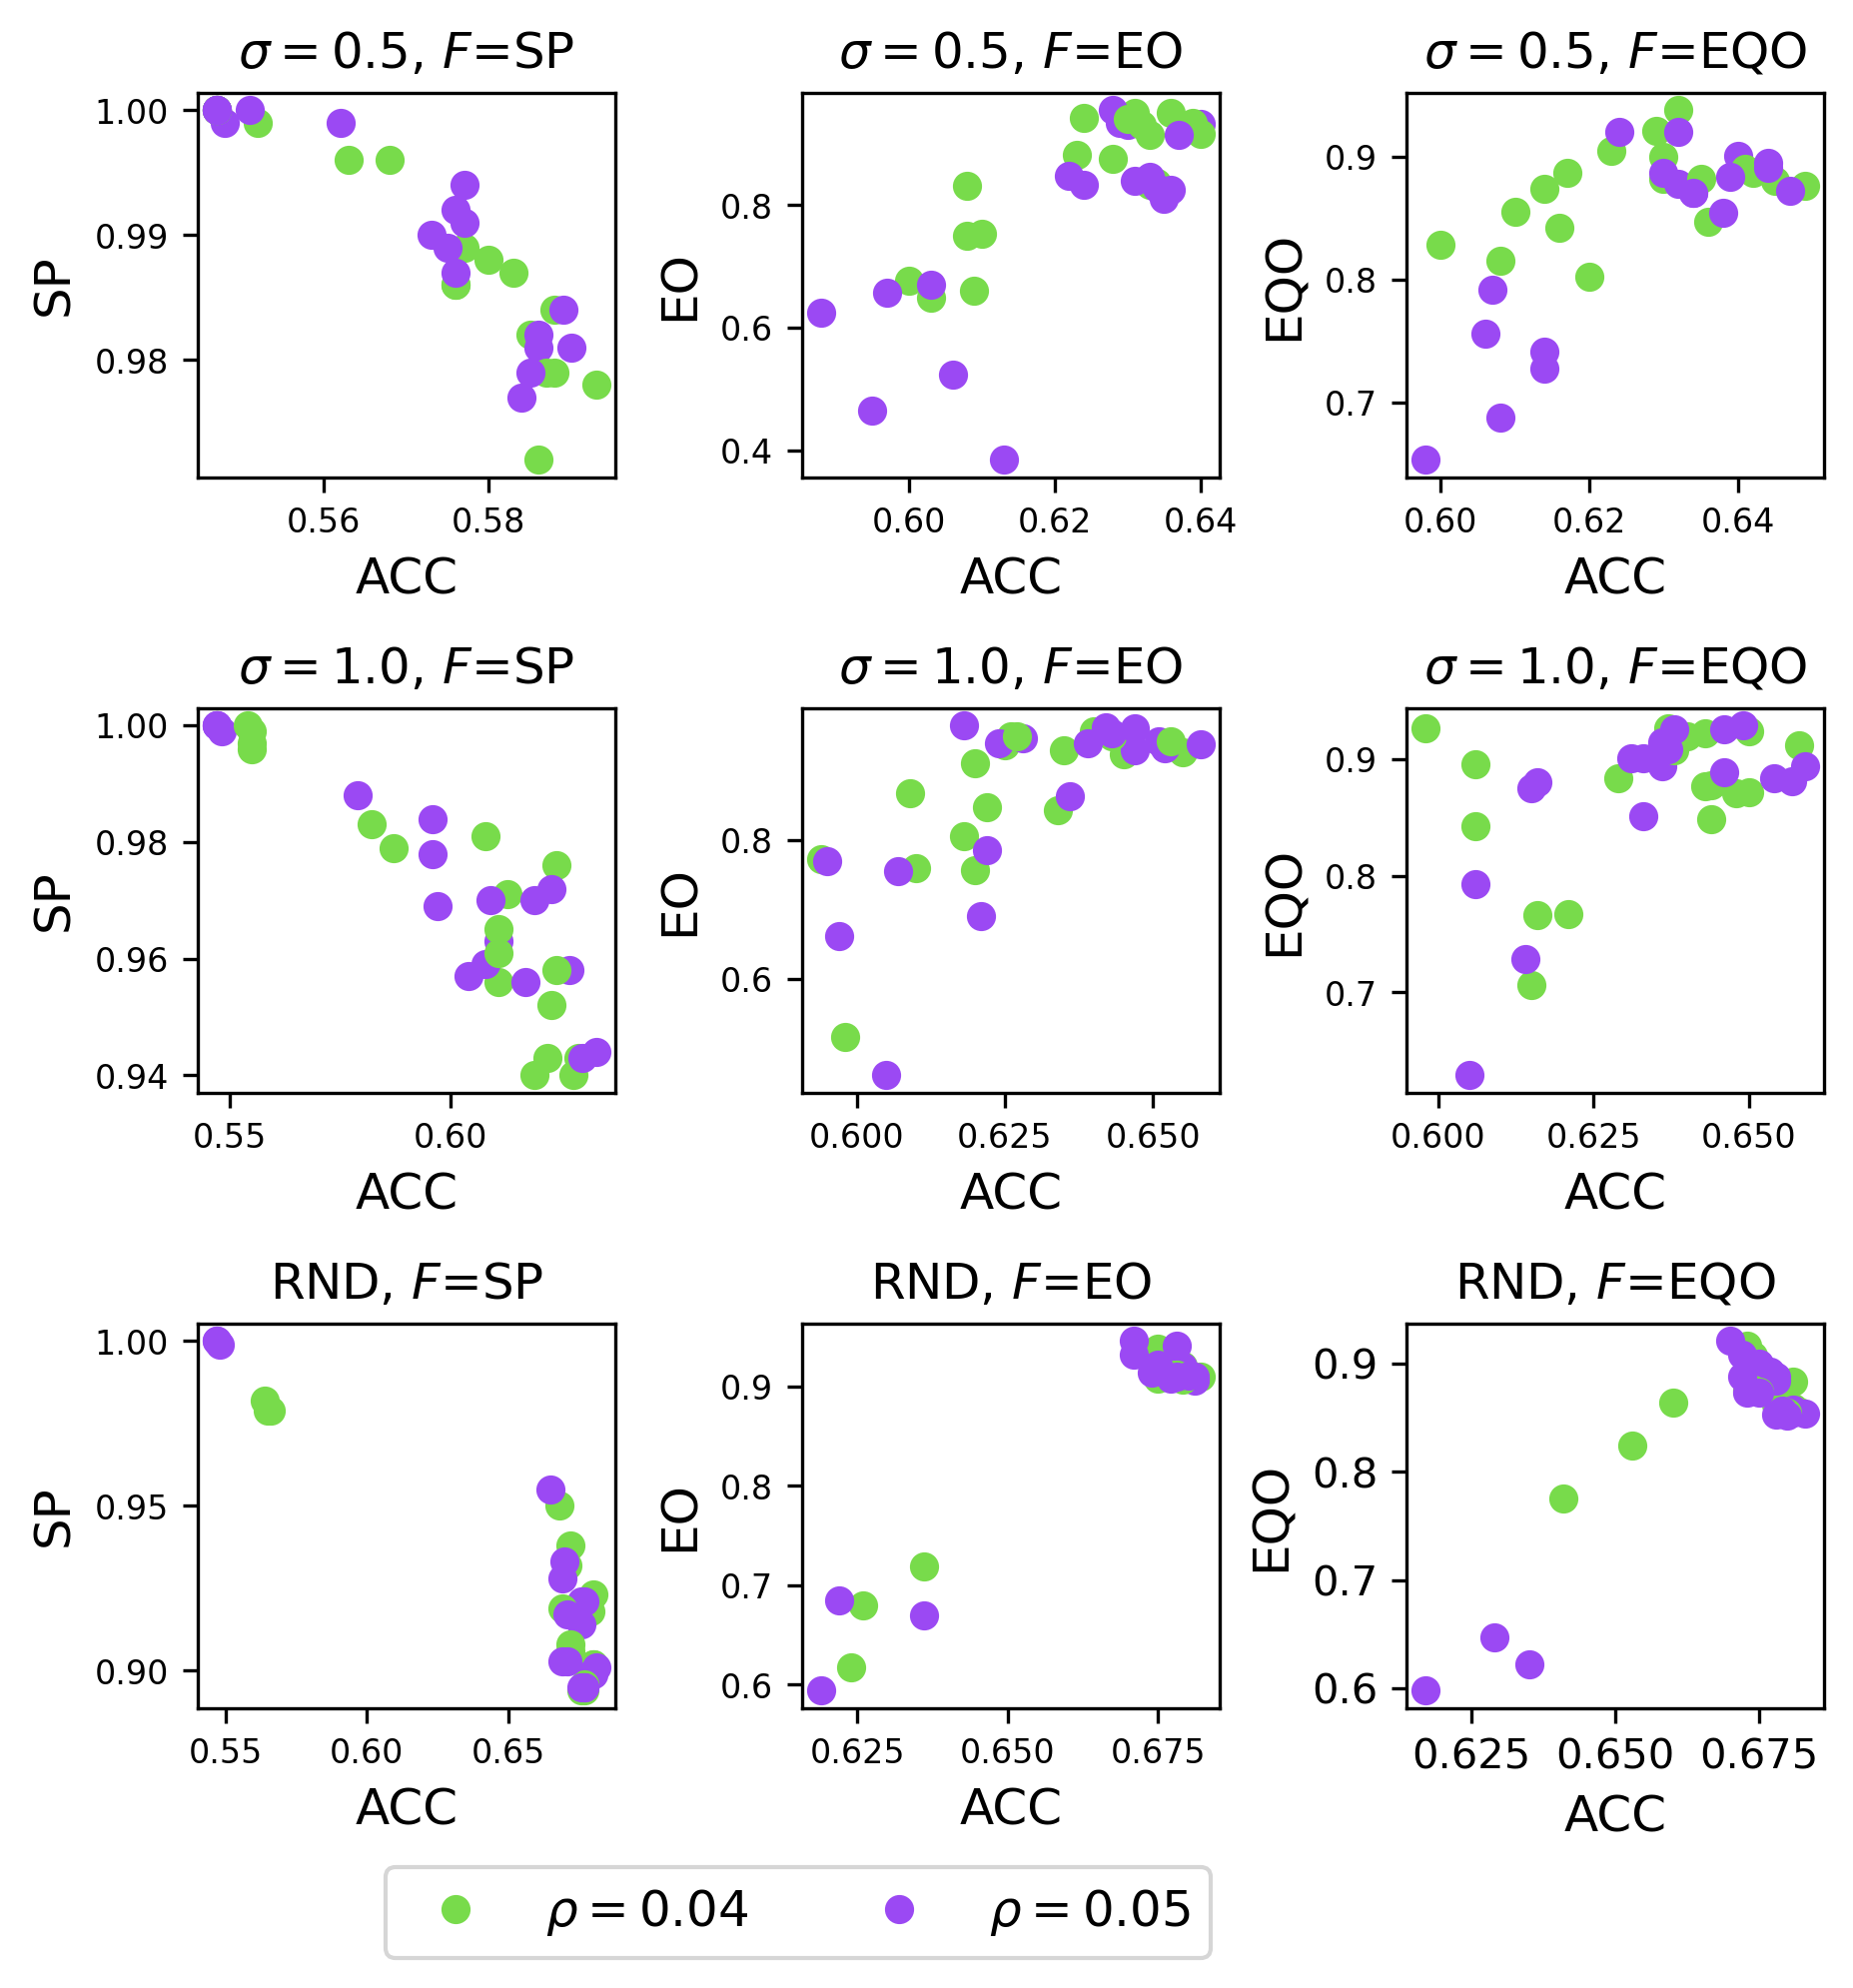 σ = 0.5, F=SP
1.00
0.99
0.98
SP
0.56 0.58
ACC
σ = 0.5, F=EO
0.8
0.6
0.4
EO
0.60 0.62 0.64
ACC
σ = 0.5, F=EQO
0.9
0.8
0.7
EQO
0.60 0.62 0.64
ACC
σ = 1.0, F=SP
1.00
0.98
0.96
0.94
SP
0.55 0.60
ACC
σ = 1.0, F=EO
0.8
0.6
EO
0.600 0.625 0.650
ACC
σ = 1.0, F=EQO
0.9
0.8
0.7
EQO
0.600 0.625 0.650
ACC
RND, F=SP
1.00
0.95
0.90
SP
0.55 0.60 0.65
ACC
RND, F=EO
0.9
0.8
0.7
0.6
EO
0.625 0.650 0.675
ACC
RND, F=EQO
0.9
0.8
0.7
0.6
EQO
0.625 0.650 0.675
ACC
ρ = 0.04 ρ = 0.05